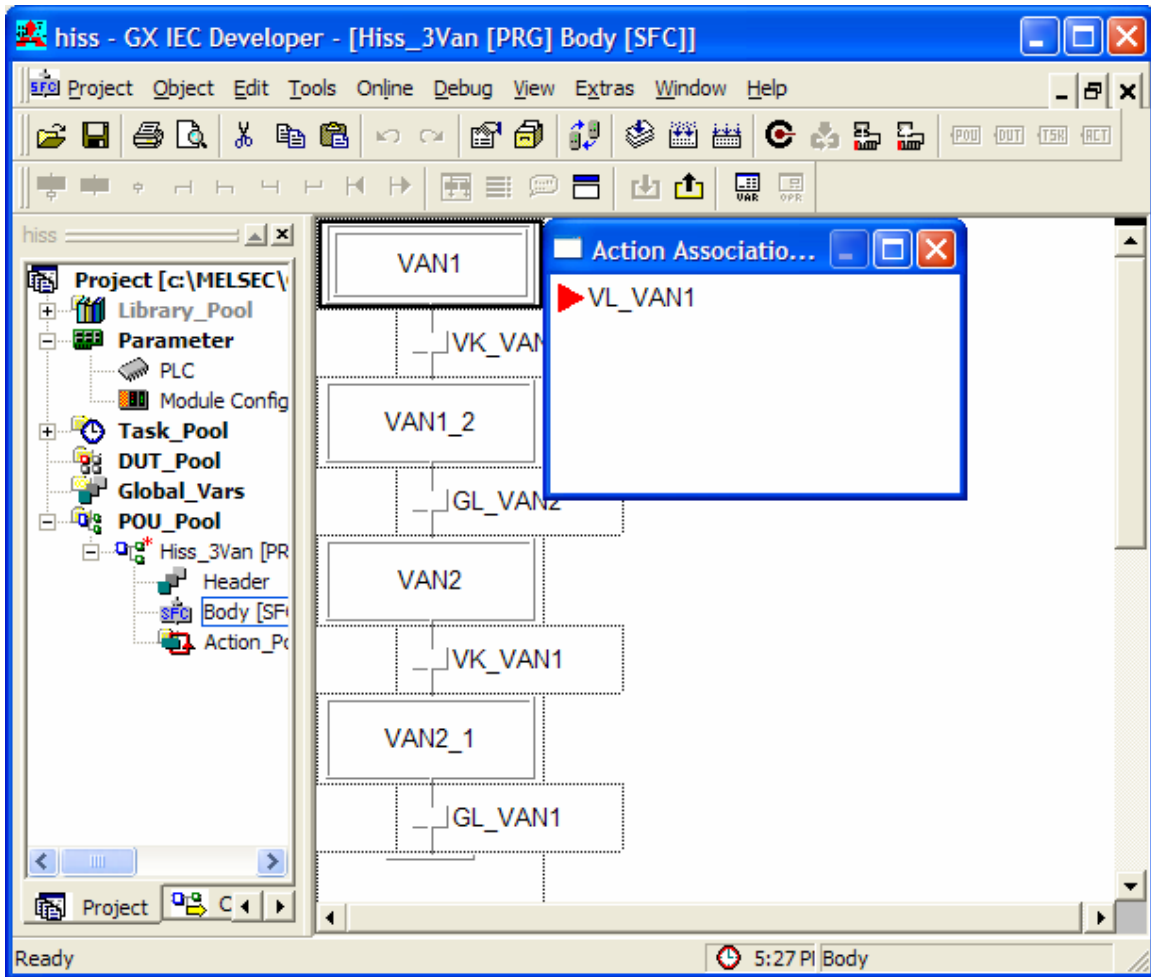 hiss - GX IEC Developer - [Hiss_3Van [PRG] Body [SFC]]
Project Object Edit Tools Online Debug View Extras Window Help
POU DUT TSK ACT
VAR OPR
hiss
Project [c:\MELSEC\
Library_Pool
Parameter
PLC
Module Config
Task_Pool
DUT_Pool
Global_Vars
POU_Pool
Hiss_3Van [PR
Header
SFC Body [SF
Action_P
Project C
VAN1
VK_VAN
VAN1_2
GL_VAN2
VAN2
VK_VAN1
VAN2_1
GL_VAN1
Action Associatio...
VL_VAN1
Ready
5:27 P Body